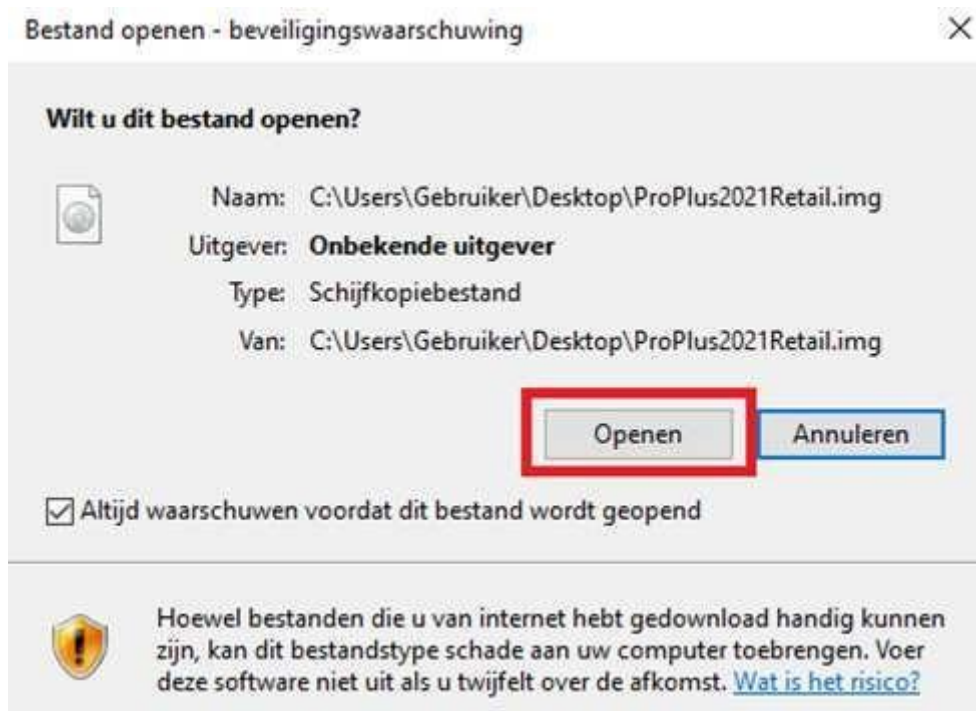 Bestand openen - beveiligingswaarschuwing
Wilt u dit bestand openen?
Naam: C:\Users\Gebruiker\Desktop\ProPlus2021Retail.img
Uitgever: Onbekende uitgever
Type: Schijfkopiebestand
Van: C:\Users\Gebruiker\Desktop\ProPlus2021Retail.img
Openen Annuleren
Altijd waarschuwen voordat dit bestand wordt geopend
Hoewel bestanden die u van internet hebt gedownload handig kunnen
zijn, kan dit bestandstype schade aan uw computer toebrengen. Voer
deze software niet uit als u twijfelt over de afkomst. Wat is het risico?